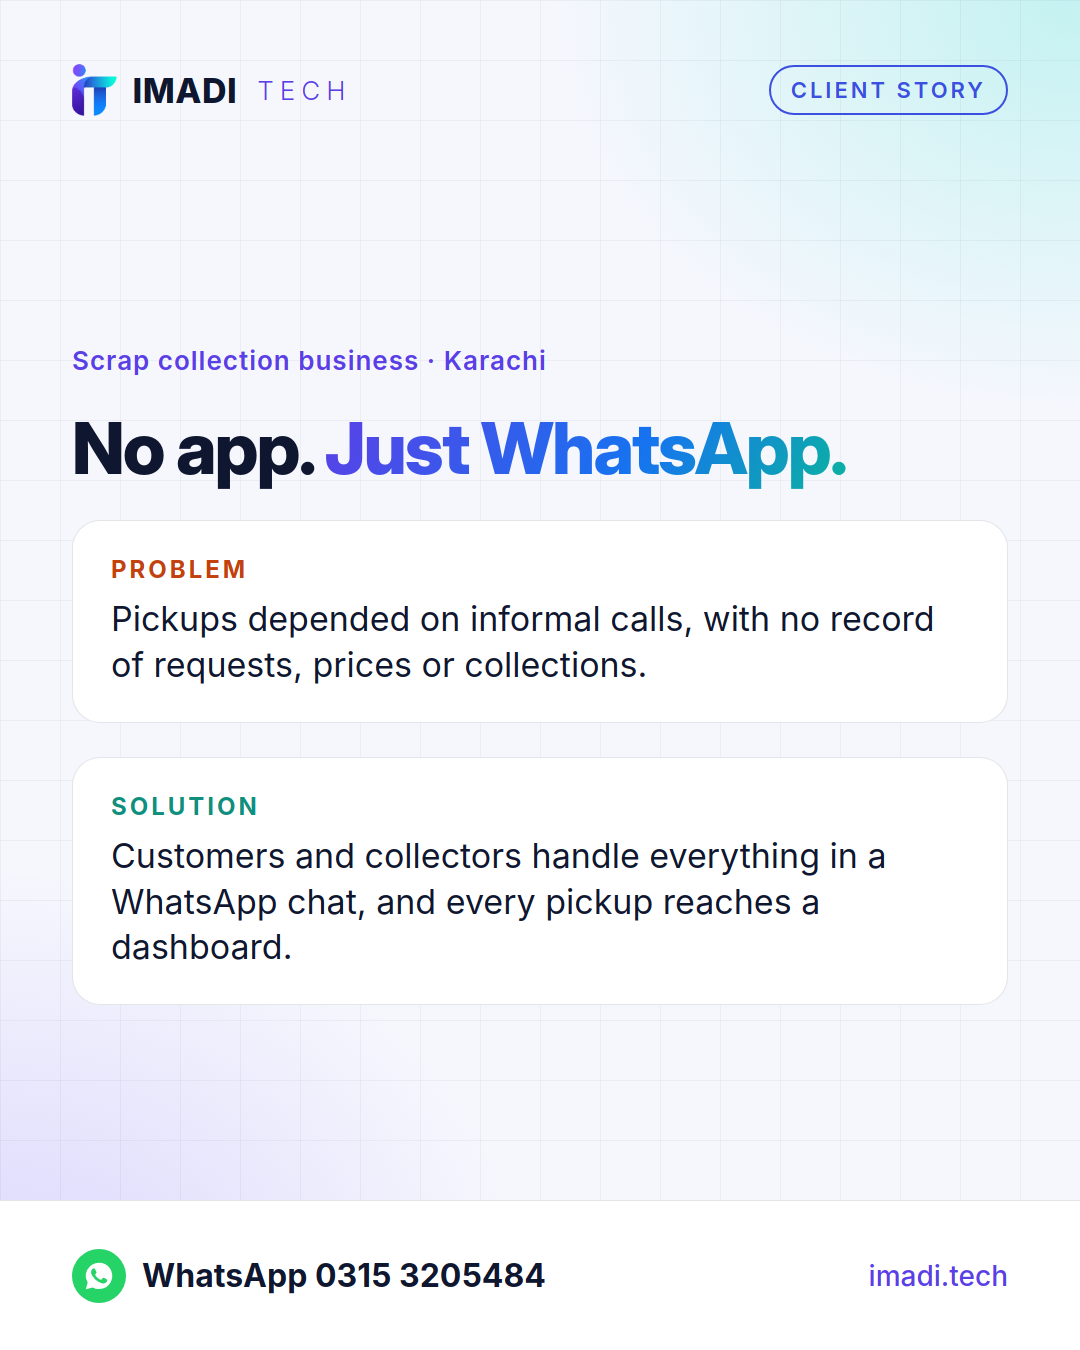 IMADI TECH
CLIENT STORY
Scrap collection business · Karachi
No app. Just WhatsApp.
PROBLEM
Pickups depended on informal calls, with no record
of requests, prices or collections.
SOLUTION
Customers and collectors handle everything in a
WhatsApp chat, and every pickup reaches a
dashboard.
WhatsApp 0315 3205484
imadi.tech